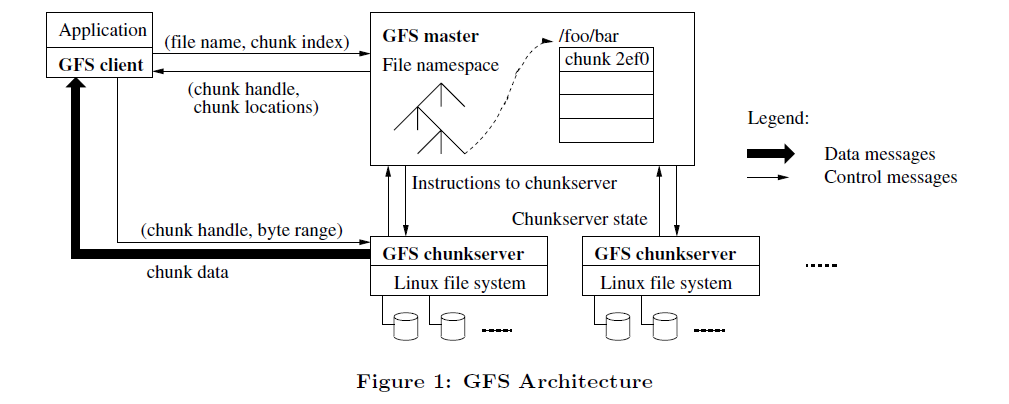 Application
GFS client
(file name, chunk index)
(chunk handle,
chunk locations)
GFS master
File namespace
/foo/bar
chunk 2ef0
Legend:
Data messages
Control messages
Instructions to chunkserver
Chunkserver state
(chunk handle, byte range)
chunk data
GFS chunkserver
Linux file system
GFS chunkserver
Linux file system
Figure 1: GFS Architecture